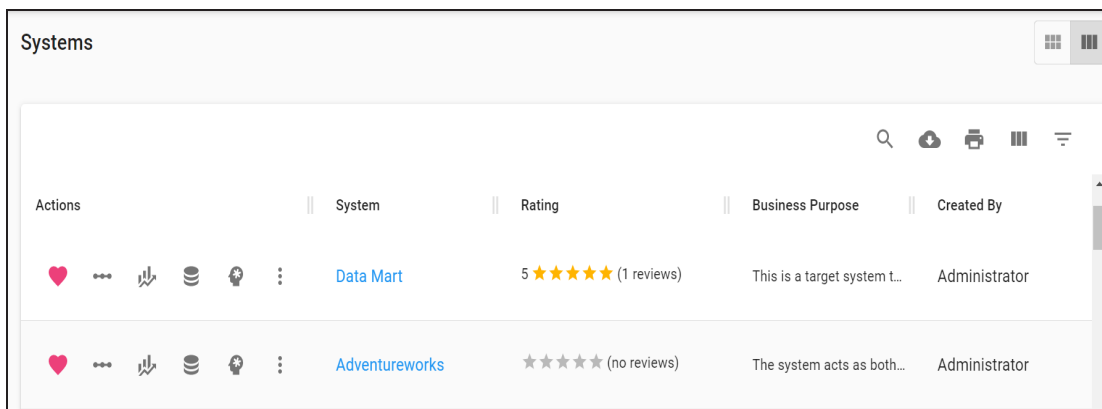 Systems
Actions System Rating Business Purpose Created By
Data Mart 5 (1 reviews) This is a target system t... Administrator
Adventureworks (no reviews) The system acts as both... Administrator